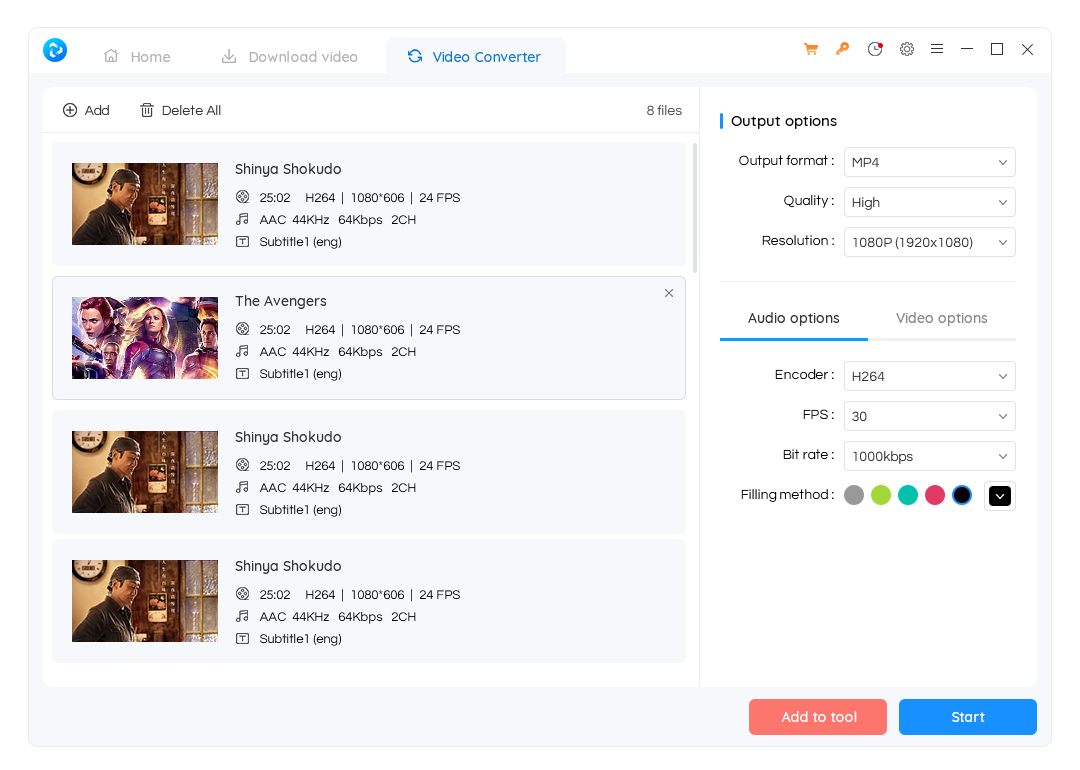 Home
Download video
Video Converter
Add
Delete All
8 files
Shinya Shokudo
25:02 H264 | 1080*606 | 24 FPS
AAC 44KHz 64Kbps 2CH
T Subtitle1 (eng)
The Avengers
25:02 H264 | 1080*606 | 24 FPS
AAC 44KHz 64Kbps 2CH
T Subtitle1 (eng)
Shinya Shokudo
25:02 H264 | 1080*606 | 24 FPS
AAC 44KHz 64Kbps 2CH
T Subtitle1 (eng)
Shinya Shokudo
25:02 H264 | 1080*606 | 24 FPS
AAC 44KHz 64Kbps 2CH
T Subtitle1 (eng)
Output options
Output format : MP4
Quality : High
Resolution : 1080P (1920x1080)
Audio options
Video options
Encoder : H264
FPS : 30
Bit rate : 1000kbps
Filling method :
Add to tool
Start